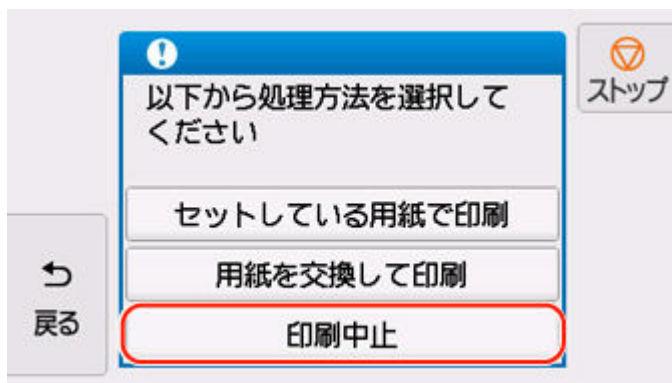 以下から処理方法を選択して
ください
ストップ
セットしている用紙で印刷
用紙を交換して印刷
印刷中止
戻る